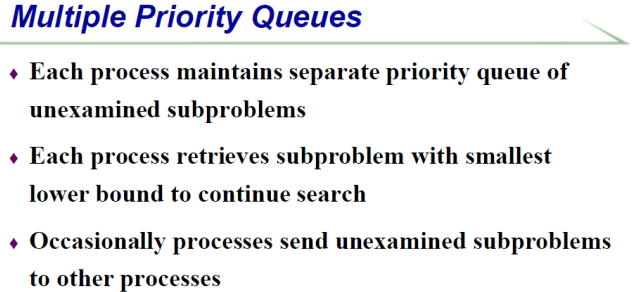 Multiple Priority Queues
♦ Each process maintains separate priority queue of
unexamined subproblems
♦ Each process retrieves subproblem with smallest
lower bound to continue search
♦ Occasionally processes send unexamined subproblems
to other processes